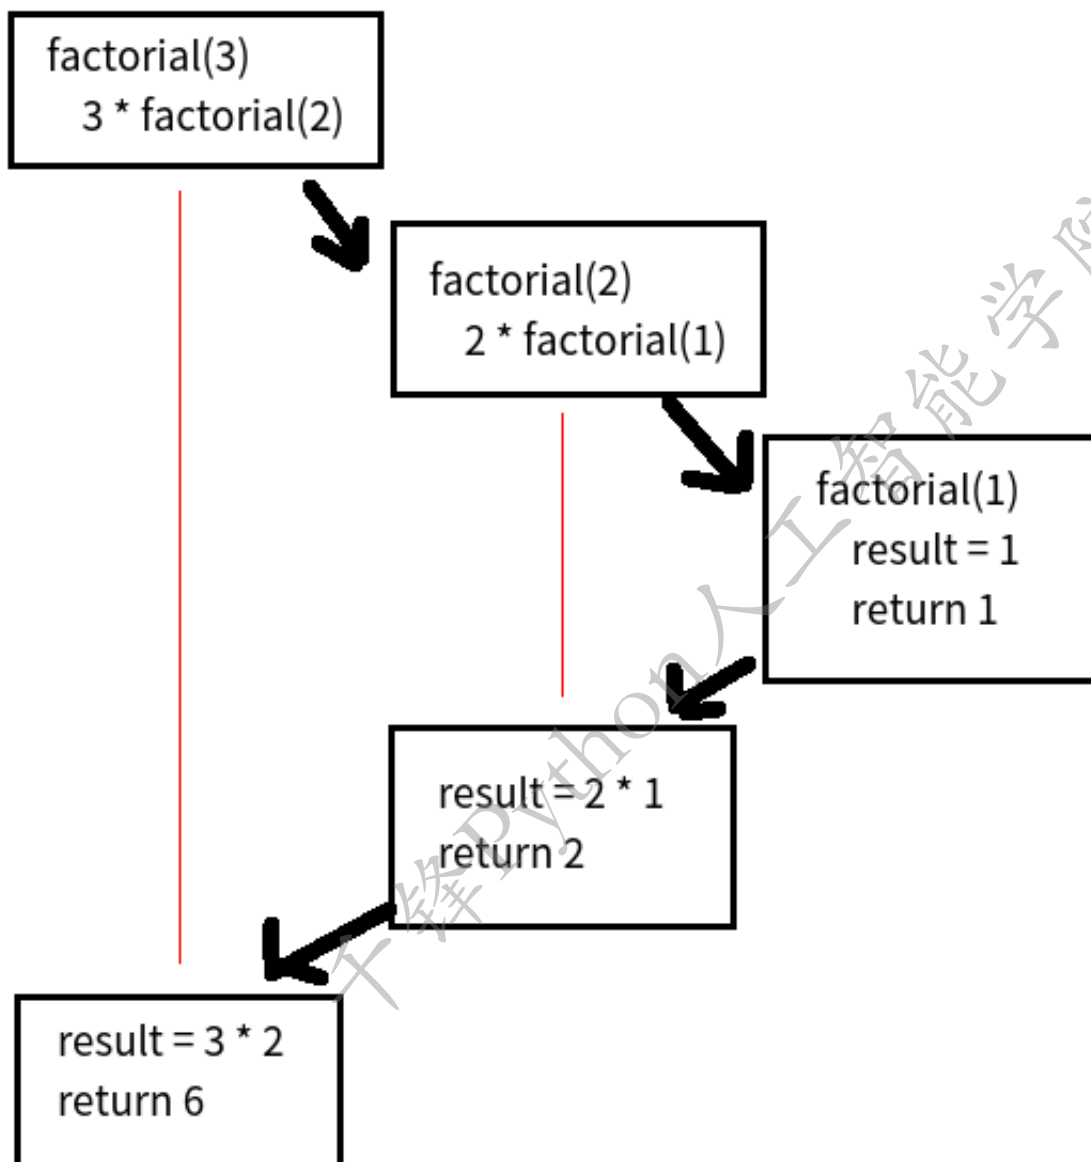 factorial(3)
3 * factorial(2)
factorial(2)
2 * factorial(1)
factorial(1)
result = 1
return 1
result = 2 * 1
return 2
result = 3 * 2
return 6
千锋Python人工智能学院